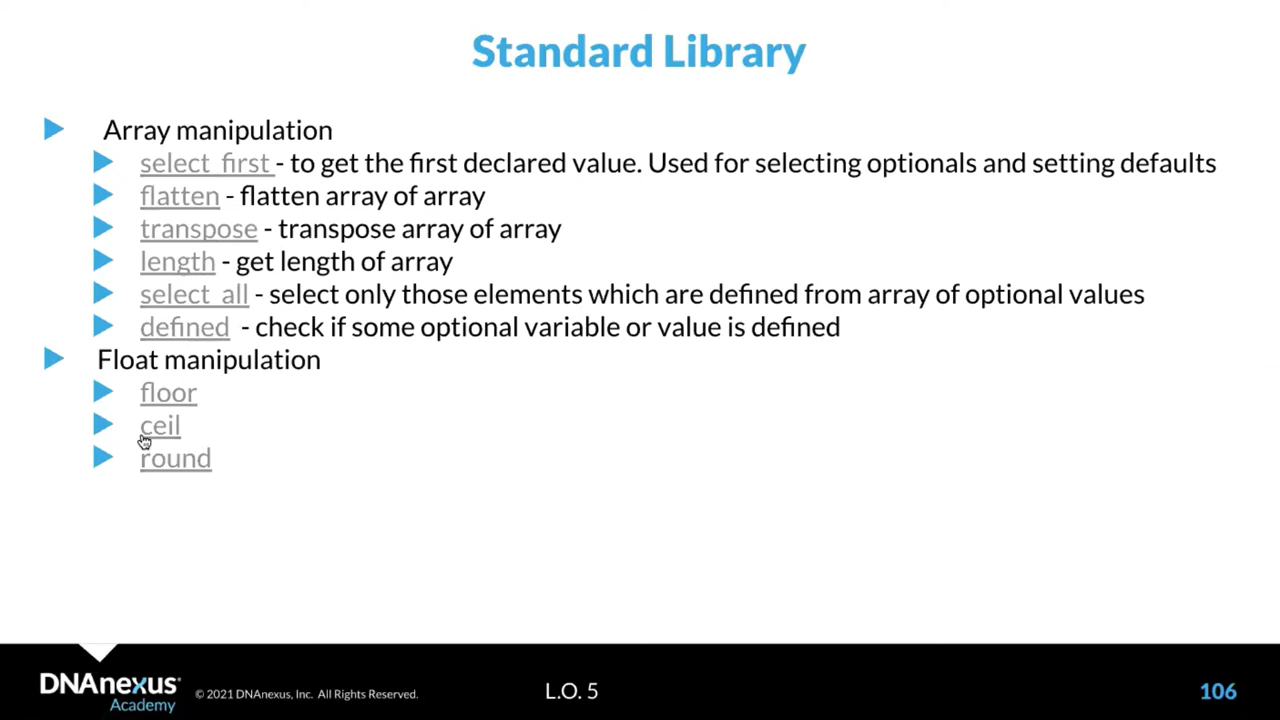 Standard Library
Array manipulation
select_first - to get the first declared value. Used for selecting optionals and setting defaults
flatten - flatten array of array
transpose - transpose array of array
length - get length of array
select_all - select only those elements which are defined from array of optional values
defined - check if some optional variable or value is defined
Float manipulation
floor
ceil
round
DNAnexus
Academy
© 2021 DNAnexus, Inc. All Rights Reserved.
L.O. 5
106